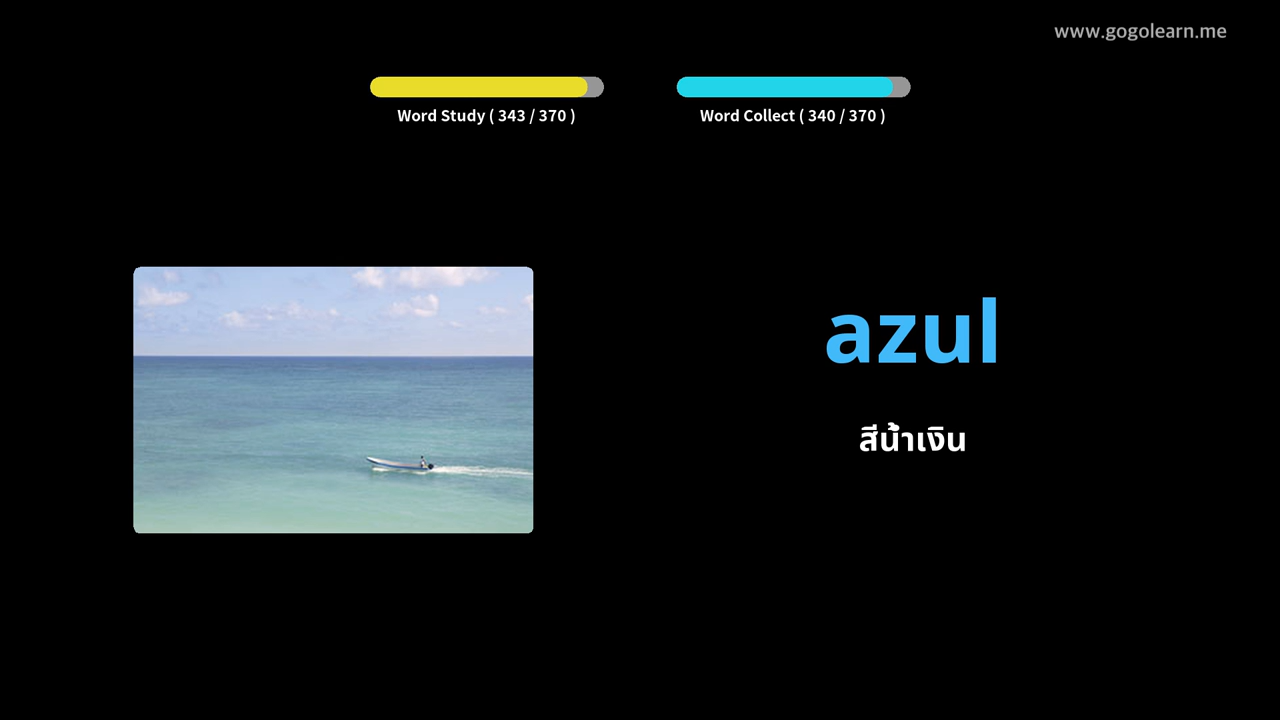 www.gogolearn.me
Word Study ( 343 / 370 )
Word Collect ( 340 / 370 )
azul
สีน้ำเงิน